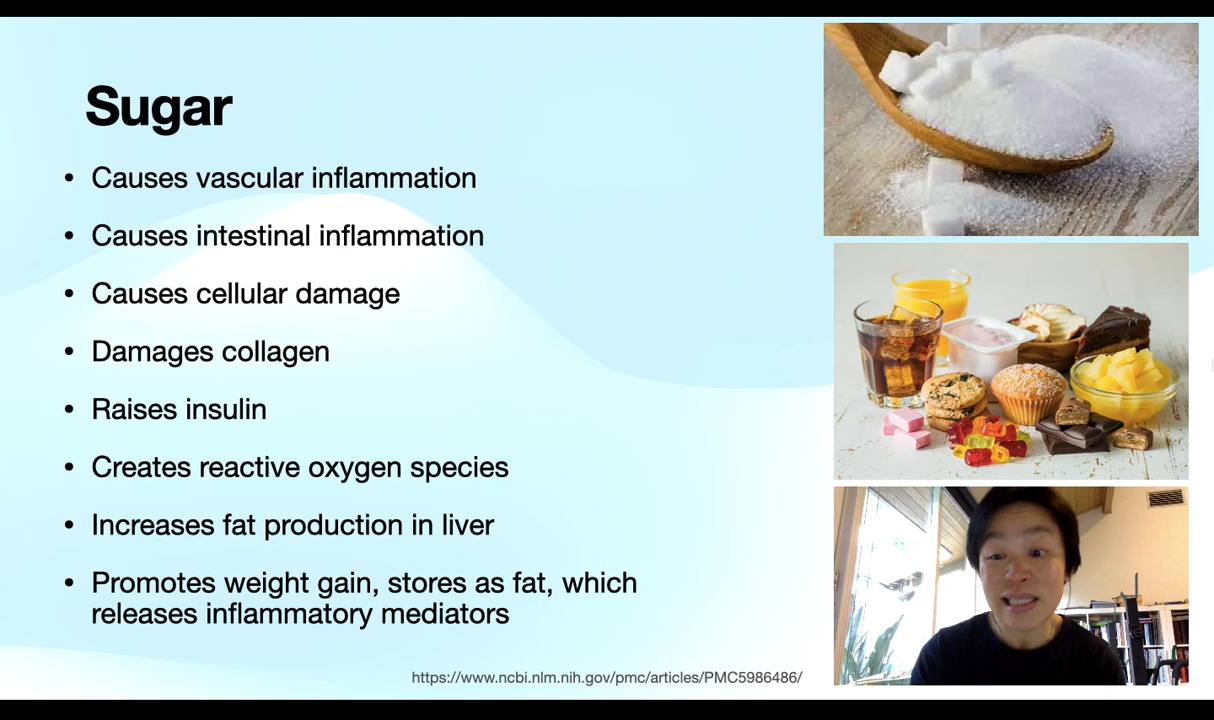 Sugar
• Causes vascular inflammation
• Causes intestinal inflammation
• Causes cellular damage
• Damages collagen
• Raises insulin
• Creates reactive oxygen species
• Increases fat production in liver
• Promotes weight gain, stores as fat, which
releases inflammatory mediators
https://www.ncbi.nlm.nih.gov/pmc/articles/PMC5986486/